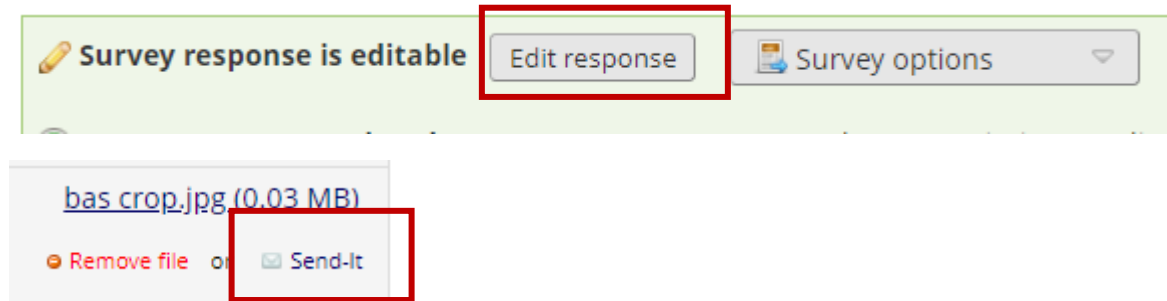 Survey response is editable Edit response Survey options
bas crop.jpg (0.03 MB)
Remove file or Send-It